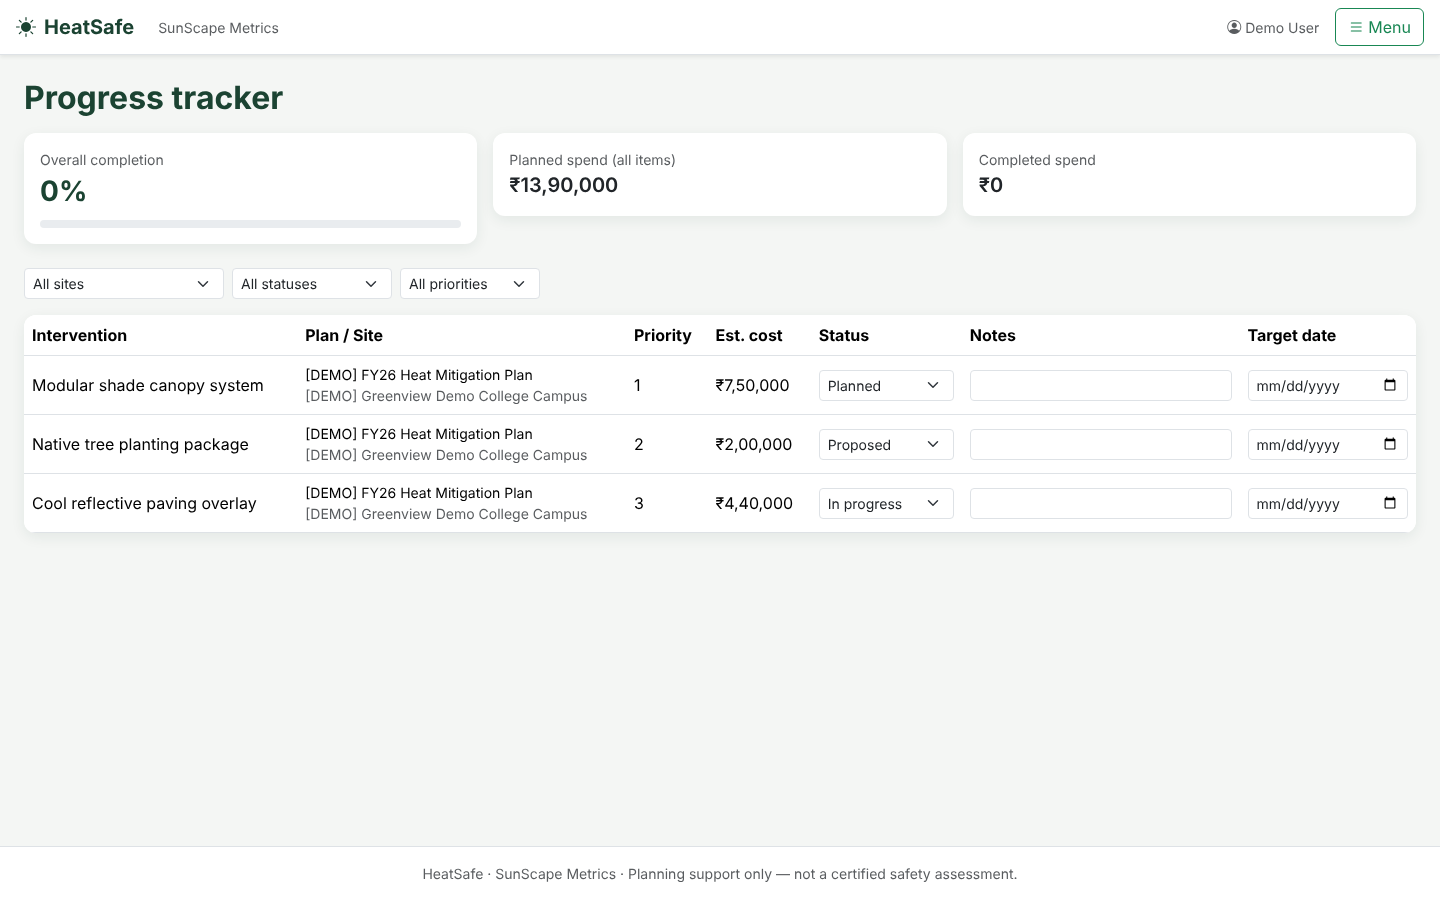 HeatSafe
SunScape Metrics
Demo User
Menu
Progress tracker
Overall completion
0%
Planned spend (all items)
₹13,90,000
Completed spend
₹0
All sites
All statuses
All priorities
Intervention
Plan / Site
Priority
Est. cost
Status
Notes
Target date
Modular shade canopy system
[DEMO] FY26 Heat Mitigation Plan
[DEMO] Greenview Demo College Campus
1
₹7,50,000
Planned
mm/dd/yyyy
Native tree planting package
[DEMO] FY26 Heat Mitigation Plan
[DEMO] Greenview Demo College Campus
2
₹2,00,000
Proposed
mm/dd/yyyy
Cool reflective paving overlay
[DEMO] FY26 Heat Mitigation Plan
[DEMO] Greenview Demo College Campus
3
₹4,40,000
In progress
mm/dd/yyyy
HeatSafe · SunScape Metrics · Planning support only — not a certified safety assessment.